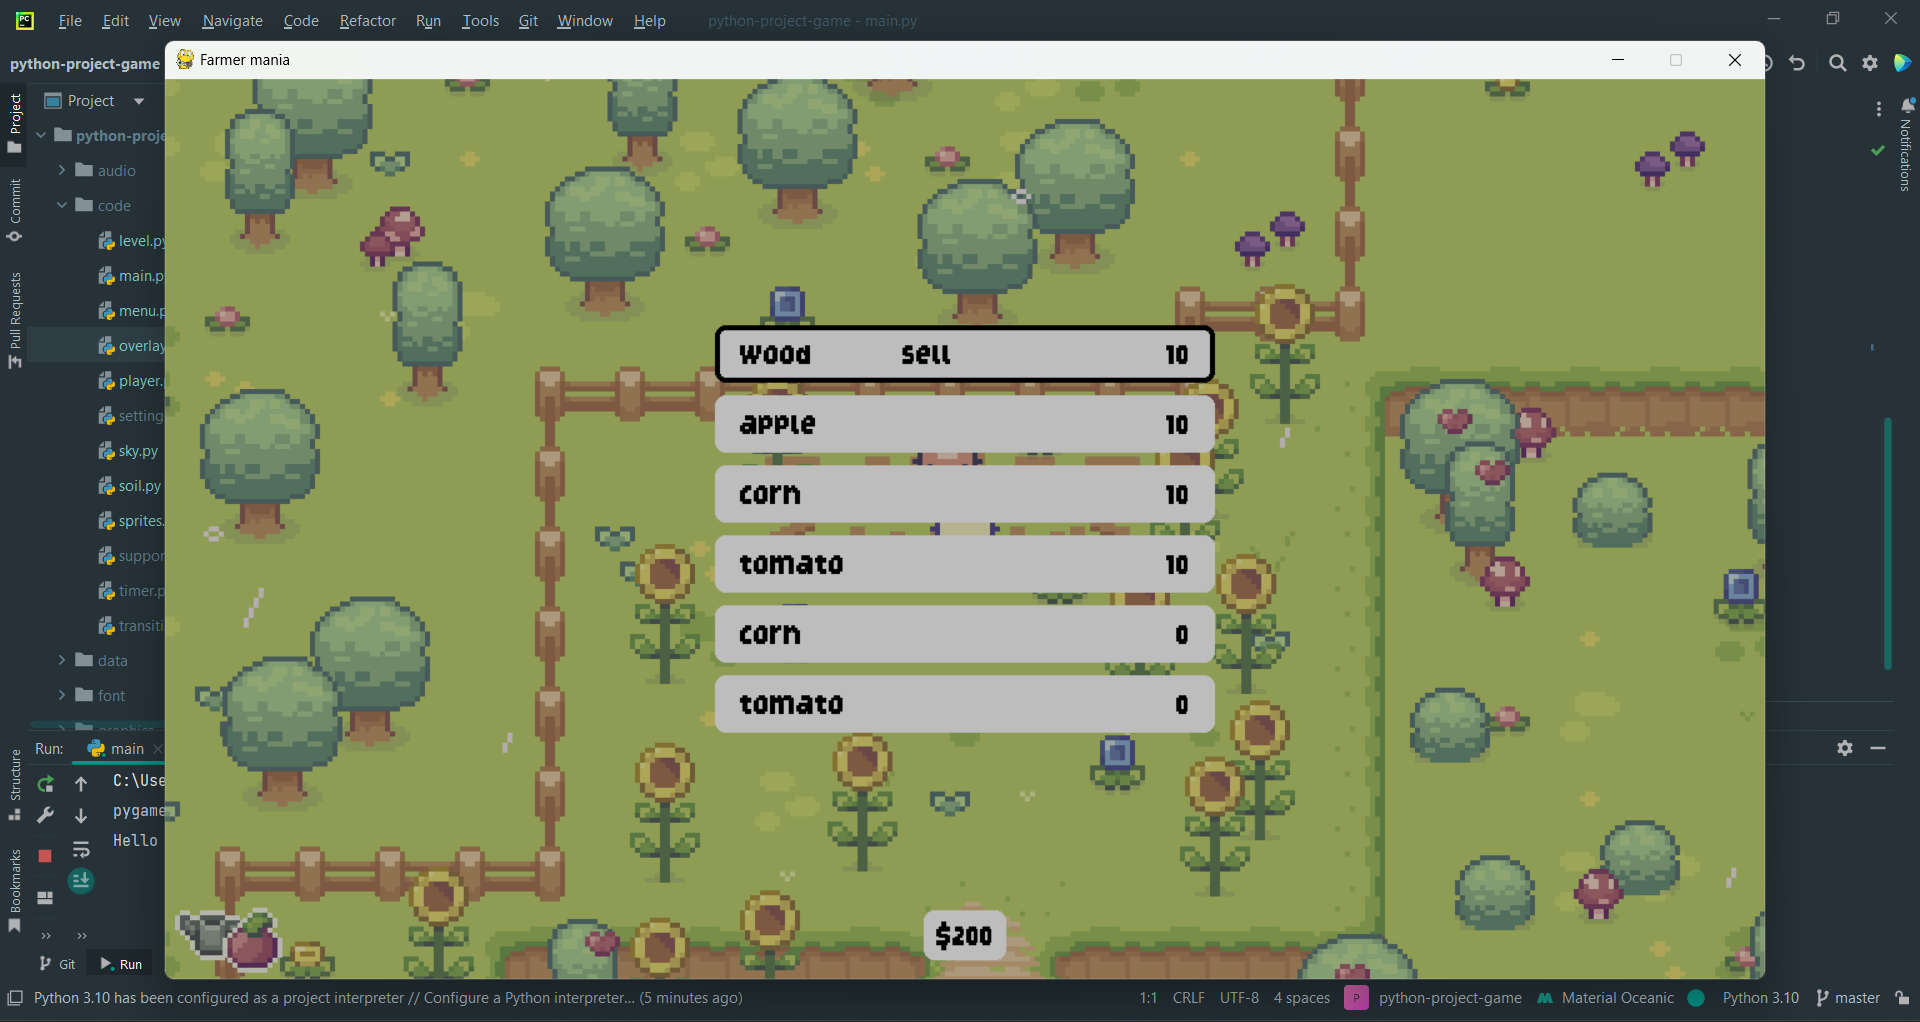 PC
File Edit View Navigate Code Refactor Run Tools Git Window Help python-project-game - main.py
python-project-game
Farmer mania
Project
Project
python-proje
audio
code
level.py
main.p
menu.p
overlay
player.
setting
sky.py
soil.py
sprites.
suppor
timer.p
transiti
data
font
graphics
Commit
Pull Requests
Structure
Bookmarks
Notifications
wood sell 10
apple 10
corn 10
tomato 10
corn 0
tomato 0
$200
Run: main
C:\Use
pygame
Hello
Git Run
Python 3.10 has been configured as a project interpreter // Configure a Python interpreter... (5 minutes ago) 1:1 CRLF UTF-8 4 spaces P python-project-game Material Oceanic Python 3.10 master